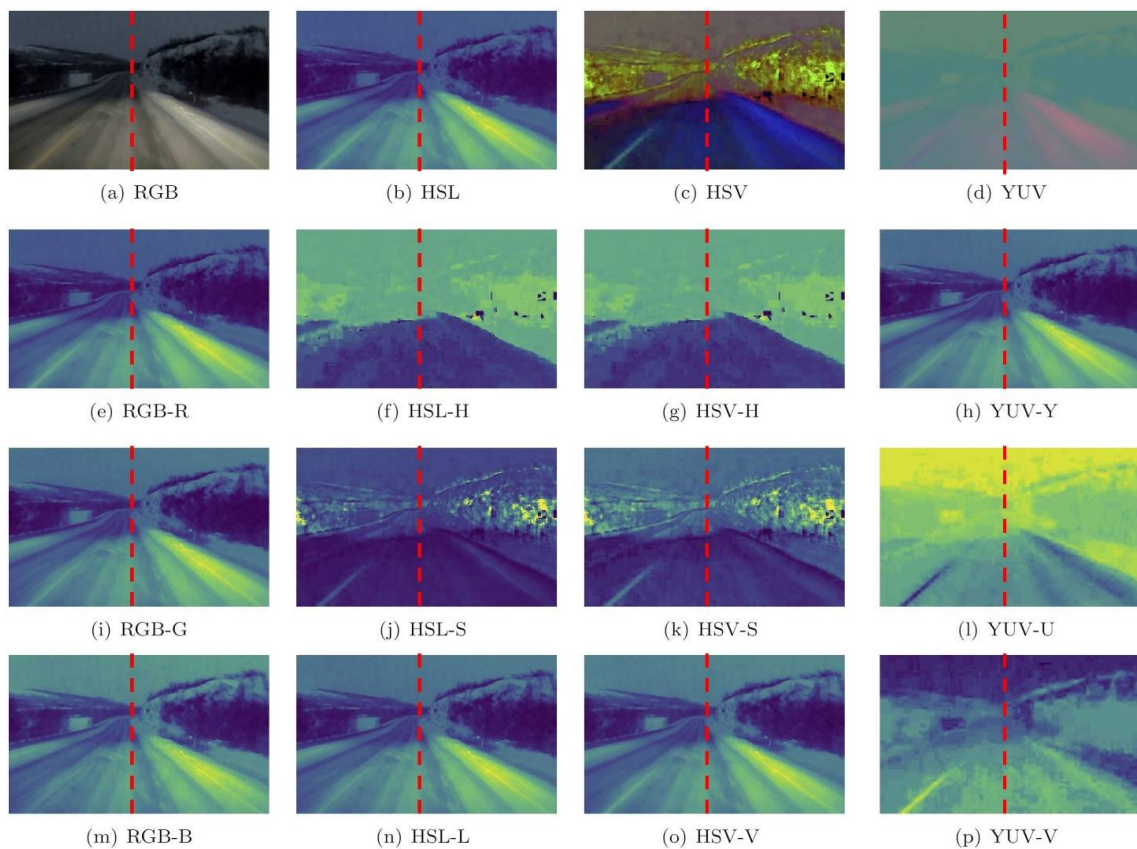 (a) RGB
(b) HSL
(c) HSV
(d) YUV
(e) RGB-R
(f) HSL-H
(g) HSV-H
(h) YUV-Y
(i) RGB-G
(j) HSL-S
(k) HSV-S
(l) YUV-U
(m) RGB-B
(n) HSL-L
(o) HSV-V
(p) YUV-V